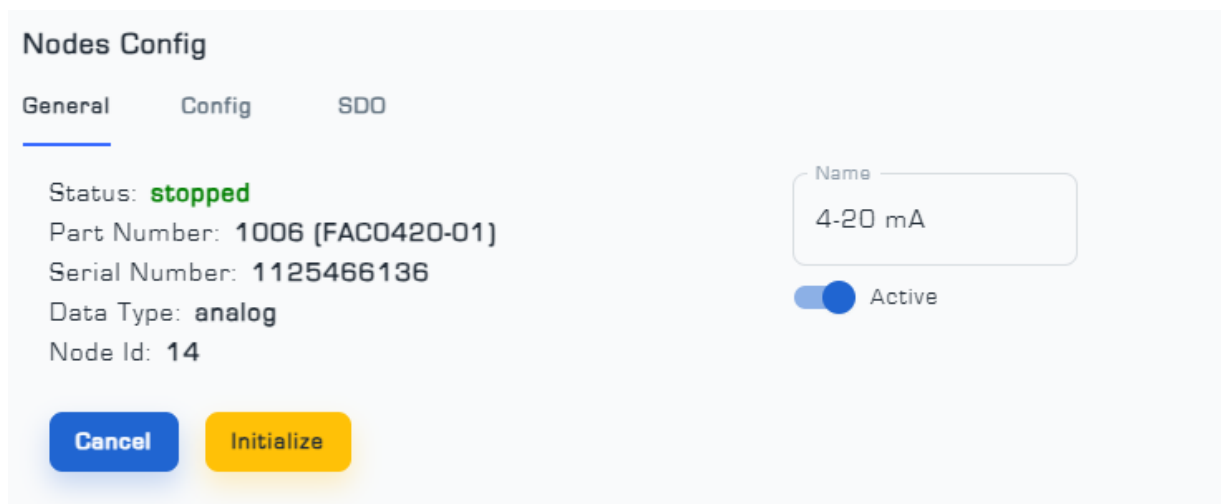 Nodes Config
General Config SDO
Status: stopped
Part Number: 1006 (FAC0420-01)
Serial Number: 1125466136
Data Type: analog
Node Id: 14
Name
4-20 mA
Active
Cancel Initialize